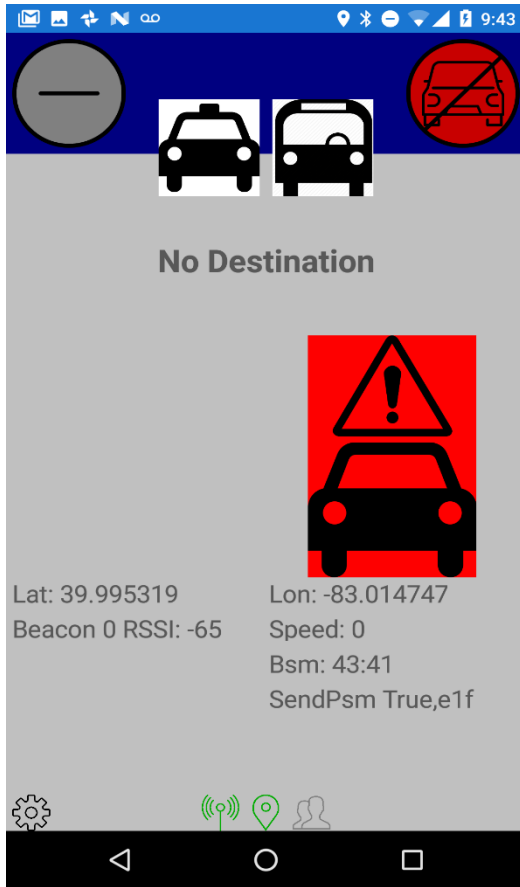 9:43
No Destination
Lat: 39.995319
Lon: -83.014747
Beacon 0 RSSI: -65
Speed: 0
Bsm: 43:41
SendPsm True,e1f